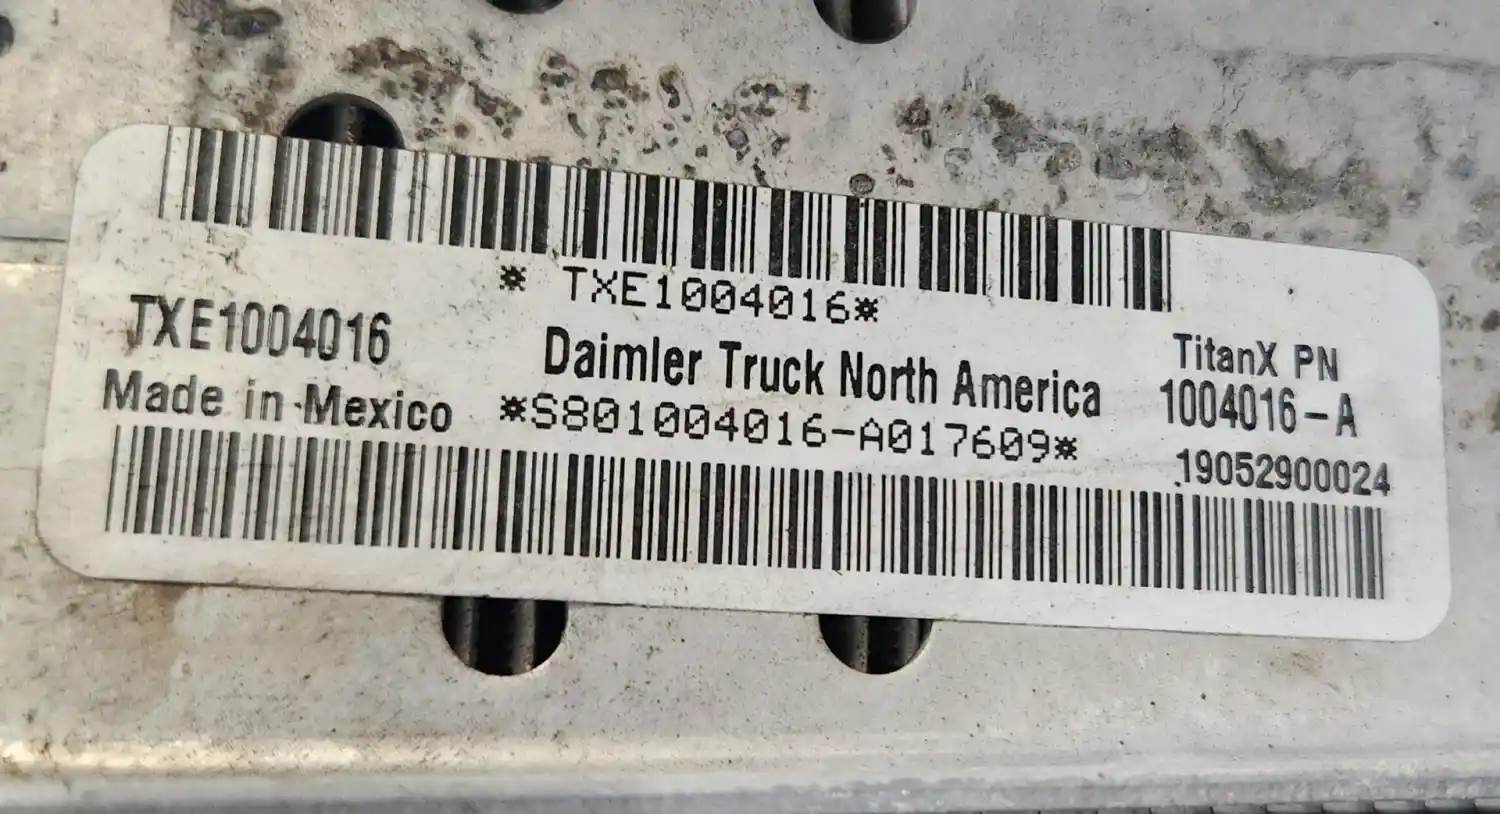 * TXE1004016*
TXE1004016
Daimler Truck North America
TitanX PN
Made in Mexico
*S801004016-A017609*
1004016-A
19052900024